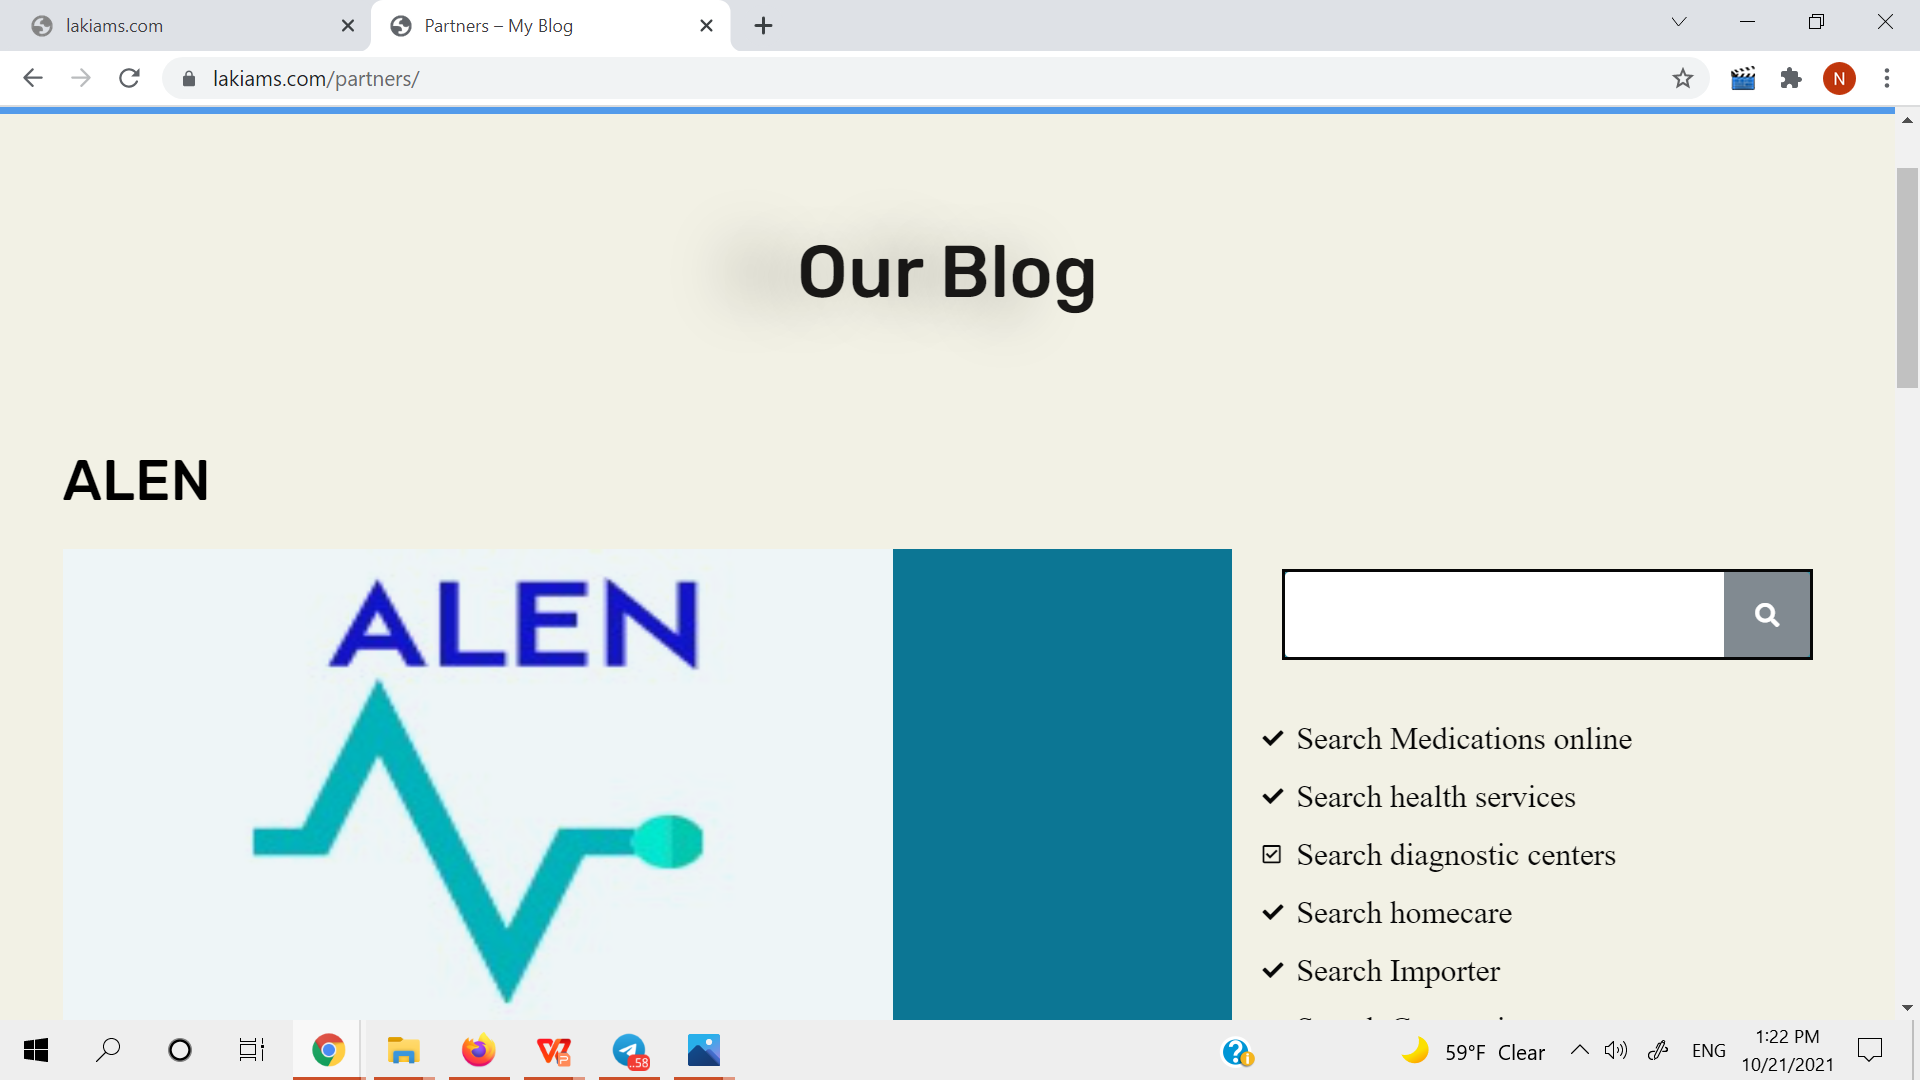 lakiams.com
Partners – My Blog
lakiams.com/partners/
N
Our Blog
ALEN
ALEN
Search Medications online
Search health services
Search diagnostic centers
Search homecare
Search Importer
59°F Clear
ENG
1:22 PM
10/21/2021
..58